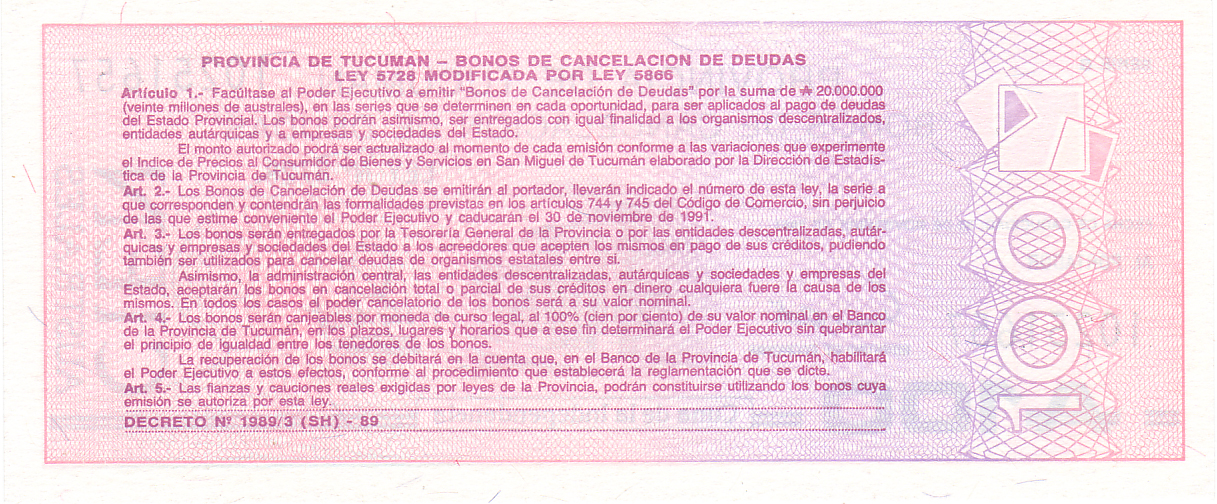 PROVINCIA DE TUCUMAN – BONOS DE CANCELACION DE DEUDAS
LEY 5728 MODIFICADA POR LEY 5866
Artículo 1.- Facúltase al Poder Ejecutivo a emitir "Bonos de Cancelación de Deudas" por la suma de ₳ 20.000.000
(veinte millones de australes), en las series que se determinen en cada oportunidad, para ser aplicados al pago de deudas
del Estado Provincial. Los bonos podrán asimismo, ser entregados con igual finalidad a los organismos descentralizados,
entidades autárquicas y a empresas y sociedades del Estado.
El monto autorizado podrá ser actualizado al momento de cada emisión conforme a las variaciones que experimente
el Indice de Precios al Consumidor de Bienes y Servicios en San Miguel de Tucumán elaborado por la Dirección de Estadís-
tica de la Provincia de Tucumán.
Art. 2.- Los Bonos de Cancelación de Deudas se emitirán al portador, llevarán indicado el número de esta ley, la serie a
que corresponden y contendrán las formalidades previstas en los artículos 744 y 745 del Código de Comercio, sin perjuicio
de las que estime conveniente el Poder Ejecutivo y caducarán el 30 de noviembre de 1991.
Art. 3.- Los bonos serán entregados por la Tesorería General de la Provincia o por las entidades descentralizadas, autár-
quicas y empresas y sociedades del Estado a los acreedores que acepten los mismos en pago de sus créditos, pudiendo
también ser utilizados para cancelar deudas de organismos estatales entre si.
Asimismo, la administración central, las entidades descentralizadas, autárquicas y sociedades y empresas del
Estado, aceptarán los bonos en cancelación total o parcial de sus créditos en dinero cualquiera fuere la causa de los
mismos. En todos los casos el poder cancelatorio de los bonos será a su valor nominal.
Art. 4.- Los bonos serán canjeables por moneda de curso legal, al 100% (cien por ciento) de su valor nominal en el Banco
de la Provincia de Tucumán, en los plazos, lugares y horarios que a ese fin determinará el Poder Ejecutivo sin quebrantar
el principio de igualdad entre los tenedores de los bonos.
La recuperación de los bonos se debitará en la cuenta que, en el Banco de la Provincia de Tucumán, habilitará
el Poder Ejecutivo a estos efectos, conforme al procedimiento que establecerá la reglamentación que se dicte.
Art. 5.- Las fianzas y cauciones reales exigidas por leyes de la Provincia, podrán constituirse utilizando los bonos cuya
emisión se autoriza por esta ley.
DECRETO Nº 1989/3 (SH) - 89
100